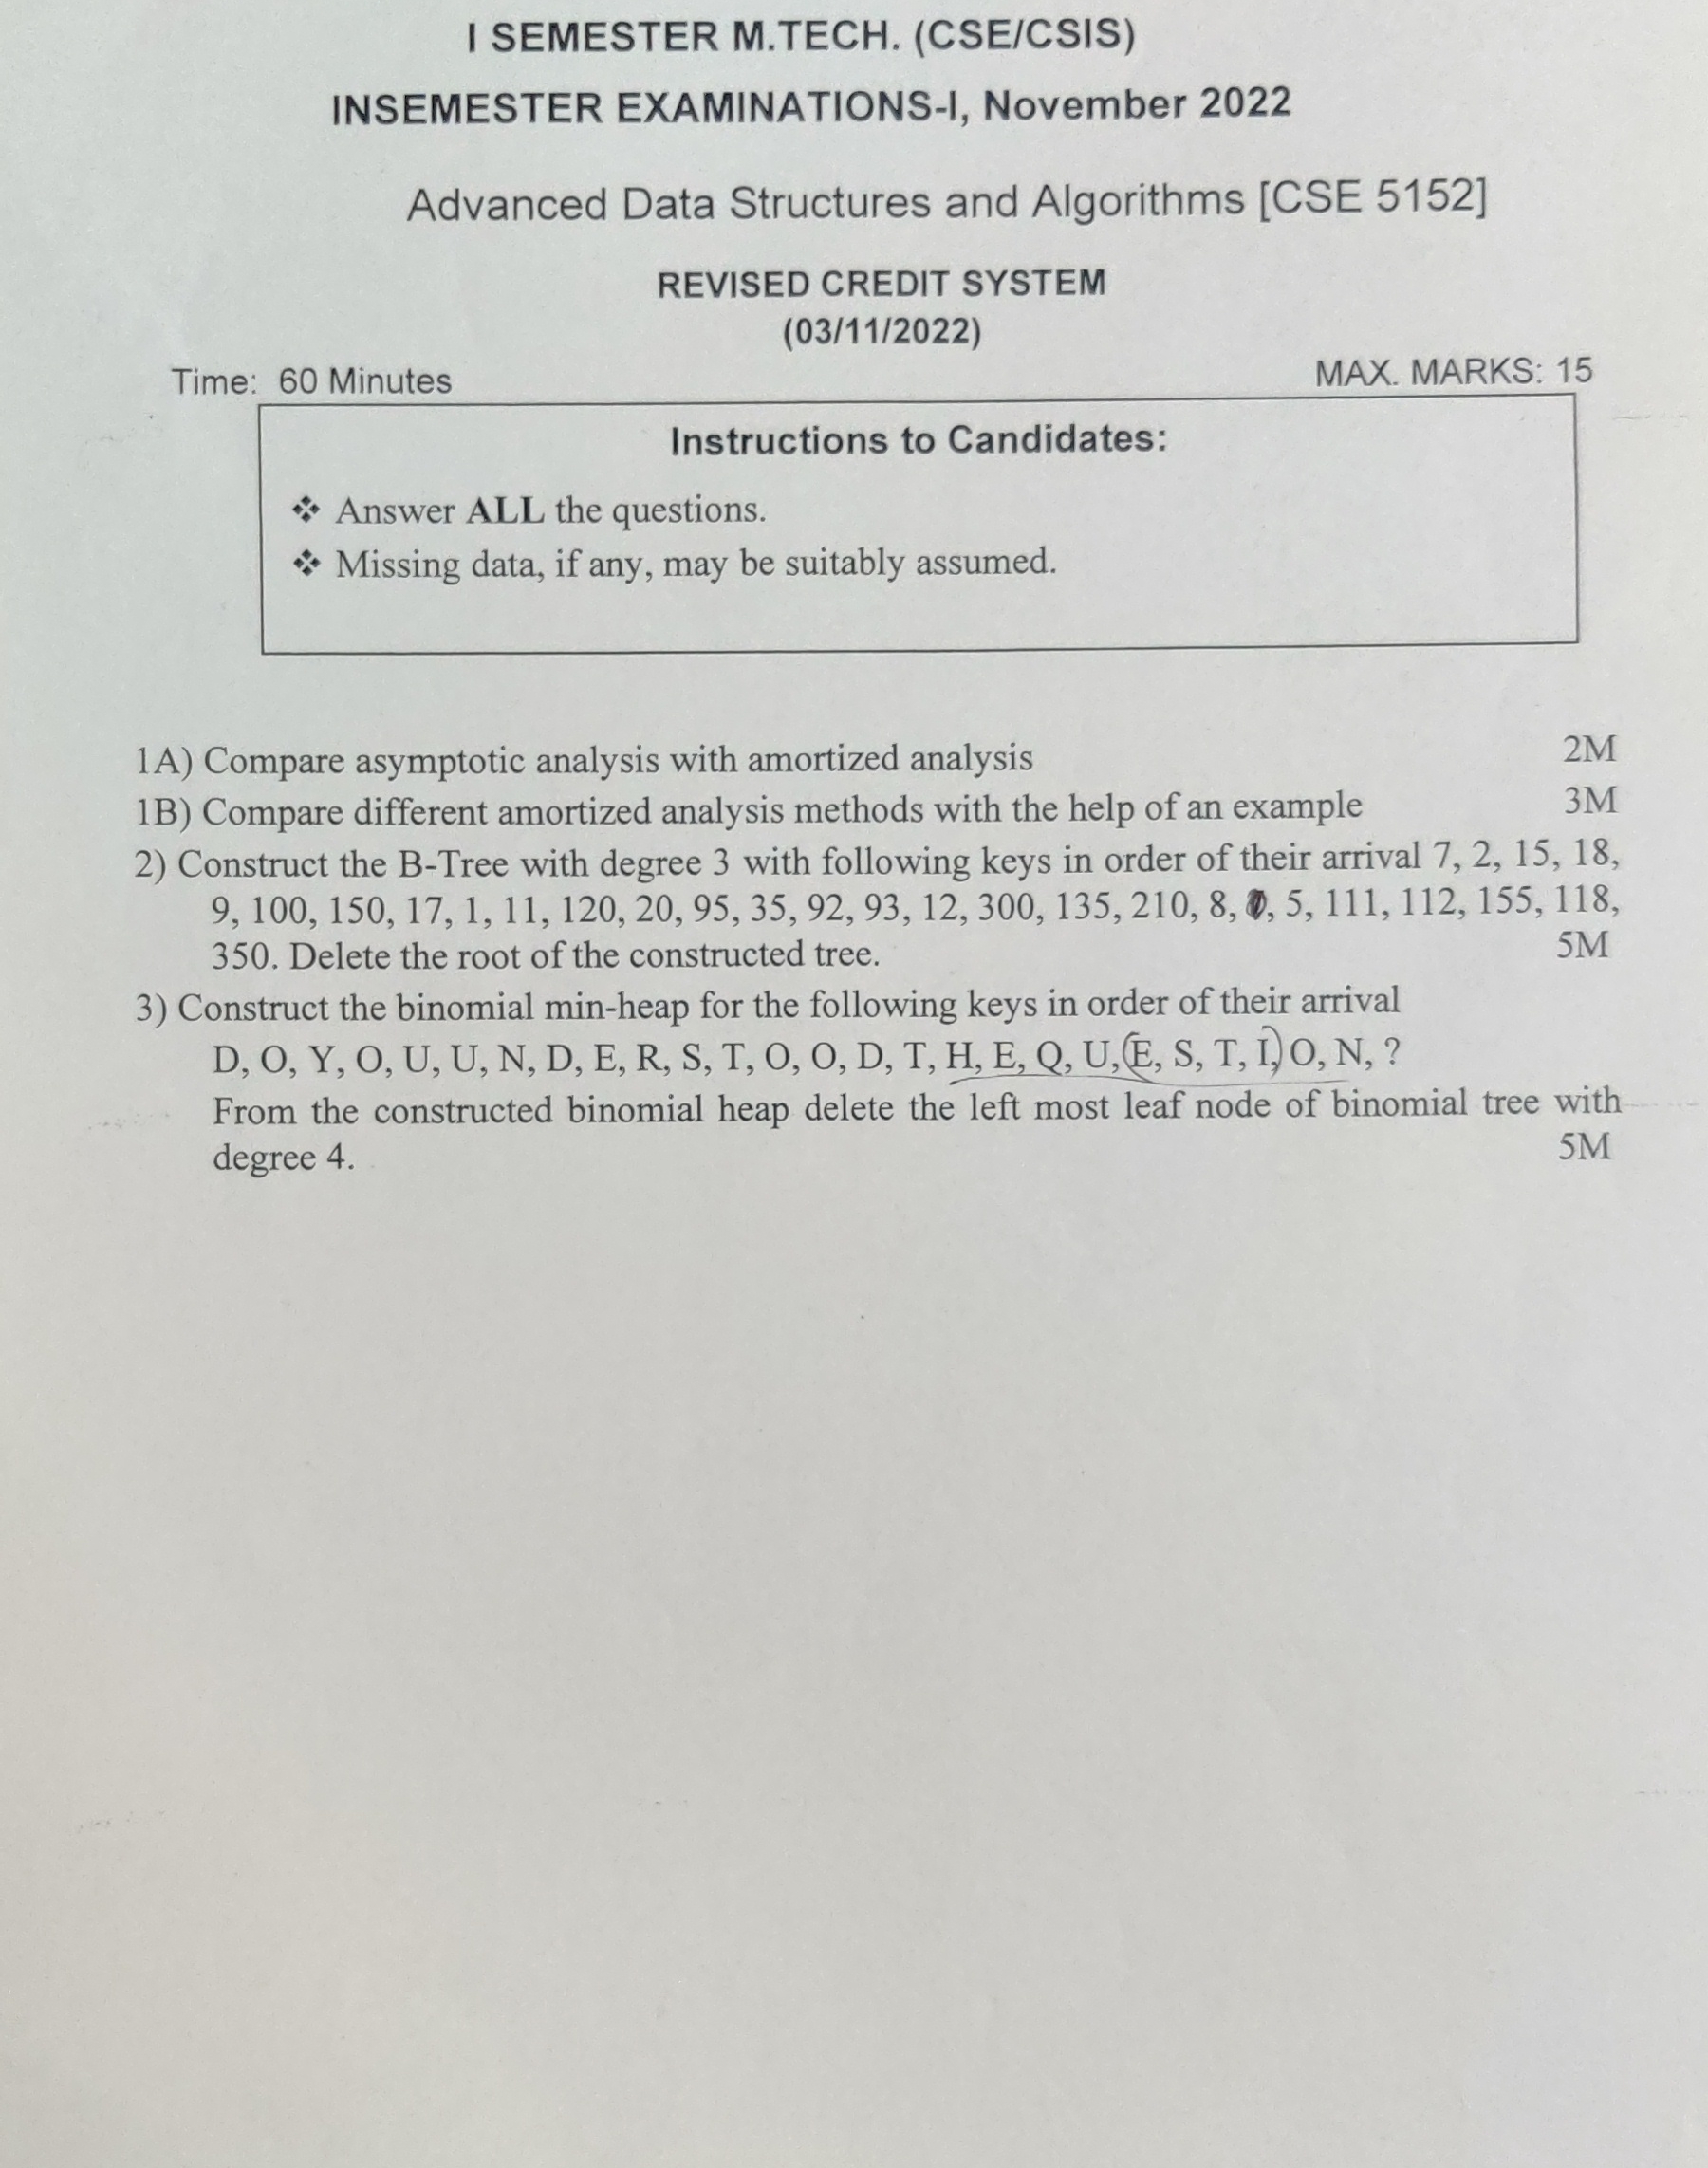 I SEMESTER M.TECH. (CSE/CSIS)
INSEMESTER EXAMINATIONS-I, November 2022
Advanced Data Structures and Algorithms [CSE 5152]
REVISED CREDIT SYSTEM
(03/11/2022)
Time: 60 Minutes MAX. MARKS: 15
Instructions to Candidates:
❖ Answer ALL the questions.
❖ Missing data, if any, may be suitably assumed.
1A) Compare asymptotic analysis with amortized analysis 2M
1B) Compare different amortized analysis methods with the help of an example 3M
2) Construct the B-Tree with degree 3 with following keys in order of their arrival 7, 2, 15, 18,
9, 100, 150, 17, 1, 11, 120, 20, 95, 35, 92, 93, 12, 300, 135, 210, 8, , 5, 111, 112, 155, 118,
350. Delete the root of the constructed tree. 5M
3) Construct the binomial min-heap for the following keys in order of their arrival
D, O, Y, O, U, U, N, D, E, R, S, T, O, O, D, T, H, E, Q, U, E, S, T, I, O, N, ?
From the constructed binomial heap delete the left most leaf node of binomial tree with
degree 4. 5M